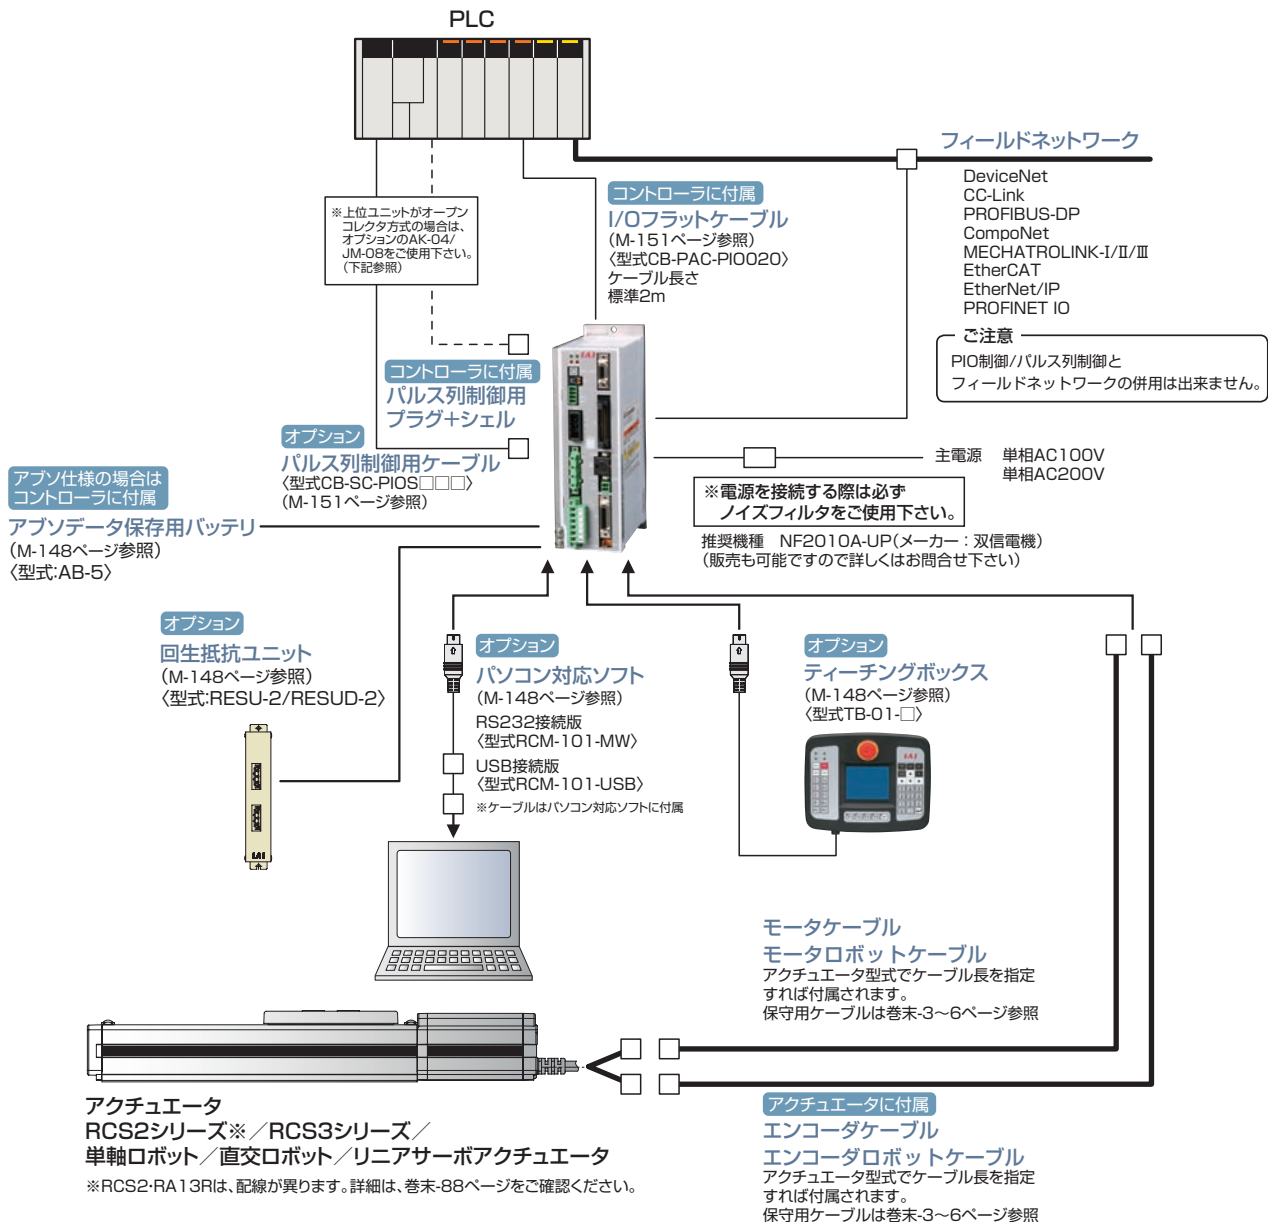 PLC
フィールドネットワーク
DeviceNet
CC-Link
PROFIBUS-DP
CompoNet
MECHATROLINK-I/Ⅱ/Ⅲ
EtherCAT
EtherNet/IP
PROFINET IO
ご注意
PIO制御/パルス列制御と
フィールドネットワークの併用は出来ません。
コントローラに付属
I/Oフラットケーブル
(M-151ページ参照)
〈型式CB-PAC-PIO020〉
ケーブル長さ
標準2m
※上位ユニットがオープン
コレクタ方式の場合は、
オプションのAK-04/
JM-08をご使用下さい。
(下記参照)
コントローラに付属
パルス列制御用
プラグ+シェル
オプション
パルス列制御用ケーブル
〈型式CB-SC-PIOS□□□〉
(M-151ページ参照)
IAI
主電源 単相AC100V
単相AC200V
※電源を接続する際は必ず
ノイズフィルタをご使用下さい。
推奨機種 NF2010A-UP(メーカー：双信電機)
(販売も可能ですので詳しくはお問合せ下さい)
アブソ仕様の場合は
コントローラに付属
アブソデータ保存用バッテリ
(M-148ページ参照)
〈型式:AB-5〉
オプション
回生抵抗ユニット
(M-148ページ参照)
〈型式:RESU-2/RESUD-2〉
IAI
オプション
パソコン対応ソフト
(M-148ページ参照)
RS232接続版
〈型式RCM-101-MW〉
USB接続版
〈型式RCM-101-USB〉
※ケーブルはパソコン対応ソフトに付属
オプション
ティーチングボックス
(M-148ページ参照)
〈型式TB-01-□〉
IAI
モータケーブル
モータロボットケーブル
アクチュエータ型式でケーブル長を指定
すれば付属されます。
保守用ケーブルは巻末-3～6ページ参照
アクチュエータに付属
エンコーダケーブル
エンコーダロボットケーブル
アクチュエータ型式でケーブル長を指定
すれば付属されます。
保守用ケーブルは巻末-3～6ページ参照
アクチュエータ
RCS2シリーズ※／RCS3シリーズ／
単軸ロボット／直交ロボット／リニアサーボアクチュエータ
※RCS2・RA13Rは、配線が異ります。詳細は、巻末-88ページをご確認ください。